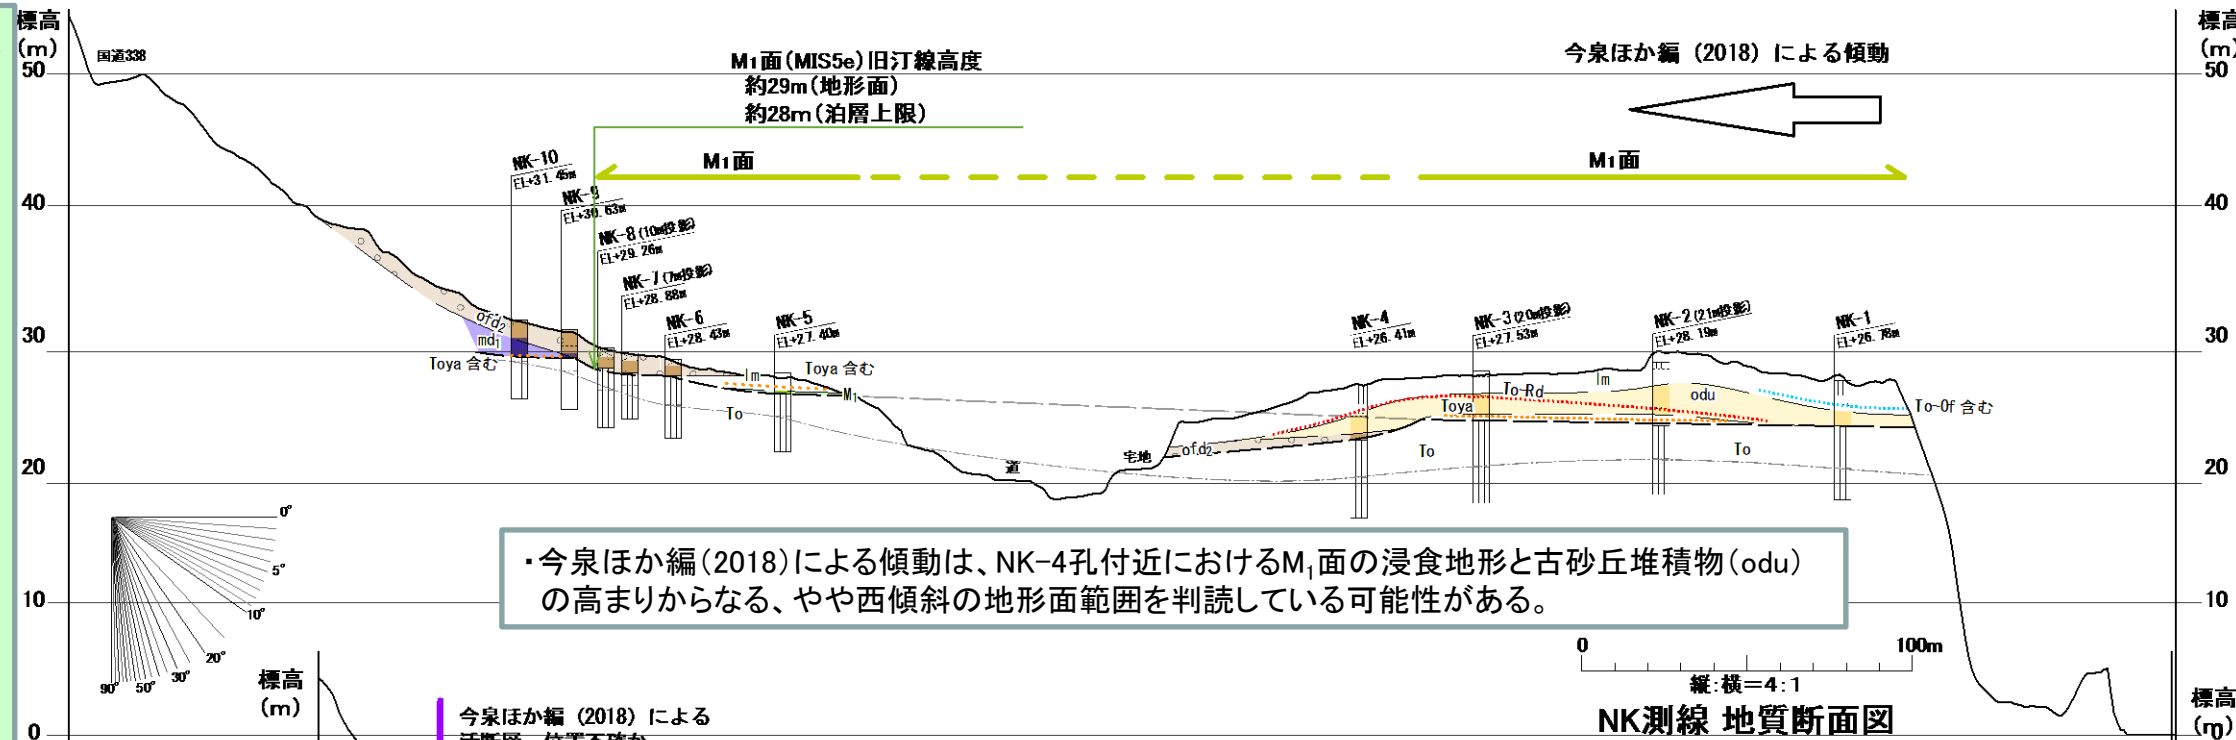 標高
(m)
国道338
50
40
30
20
10
0
M1面(MIS5e)旧汀線高度
約29m(地形面)
約28m(泊層上限)
今泉ほか編 (2018) による傾動
標高
(m)
50
40
30
20
10
0
M1面
M1面
NK-10
EL+31.45m
NK-9
EL+30.63m
NK-8 (10m投影)
EL+29.26m
NK-7 (7m投影)
EL+28.88m
NK-6
EL+28.43m
NK-5
EL+27.40m
NK-4
EL+26.41m
NK-3 (20m投影)
EL+27.53m
NK-2 (21m投影)
EL+28.19m
NK-1
EL+26.78m
ofd2
md1
Toya 含む
lm
Toya 含む
M1
To
道
宅地
ofd2
Toya
To-Rd
lm
odu
To-Of 含む
To
To
0°
5°
10°
20°
30°
50°
90°
・今泉ほか編(2018)による傾動は、NK-4孔付近におけるM1面の浸食地形と古砂丘堆積物(odu)
の高まりからなる、やや西傾斜の地形面範囲を判読している可能性がある。
0 100m
縦:横=4:1
NK測線 地質断面図
標高
(m)
今泉ほか編 (2018) による
標高
(m)